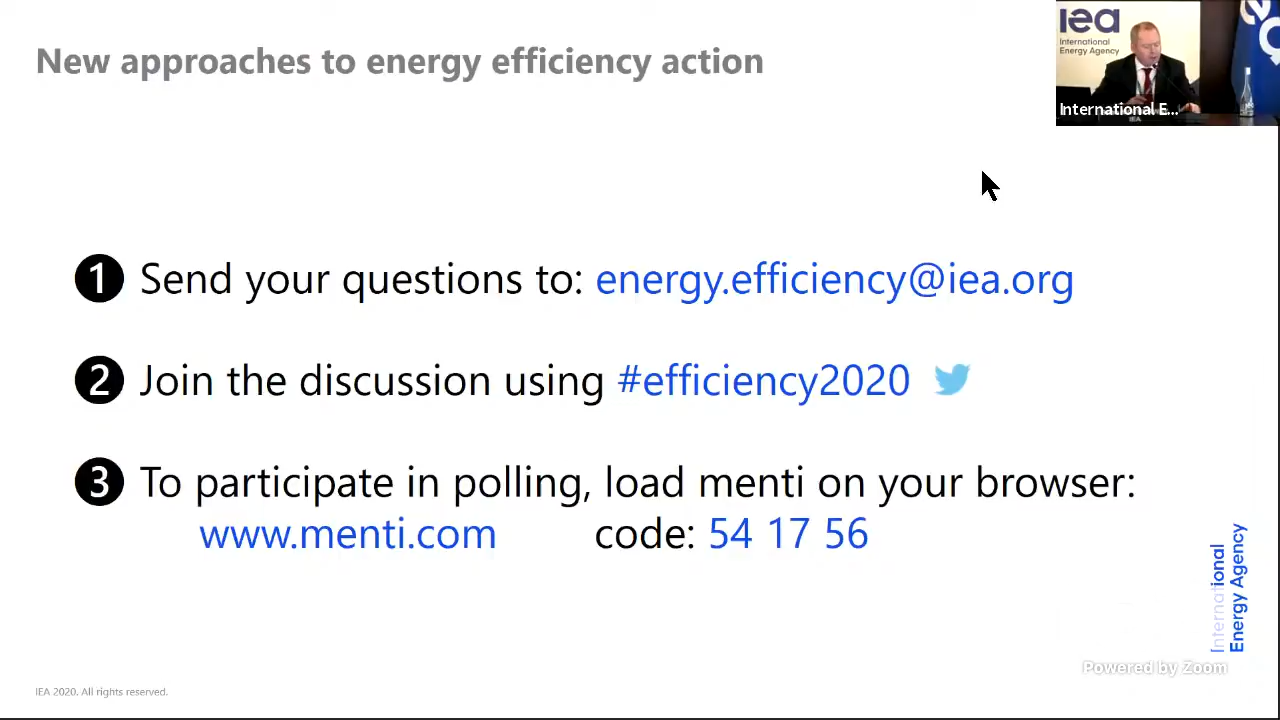 New approaches to energy efficiency action
iea
International
Energy Agency
International E...
IEA
1 Send your questions to: energy.efficiency@iea.org
2 Join the discussion using #efficiency2020
3 To participate in polling, load menti on your browser:
www.menti.com code: 54 17 56
International
Energy Agency
Powered by Zoom
IEA 2020. All rights reserved.